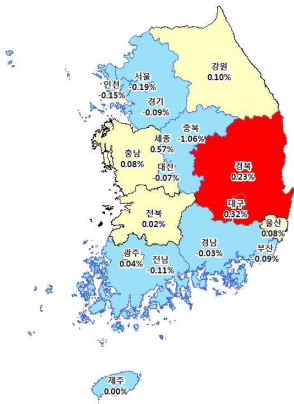 강원
0.10%
서울
-0.19%
인천
-0.15%
경기
-0.09%
충북
-1.06%
세종
0.57%
충남
0.08%
대전
-0.07%
경북
0.23%
대구
0.32%
전북
0.02%
울산
0.08%
경남
-0.03%
부산
-0.09%
광주
0.04%
전남
-0.11%
제주
0.00%